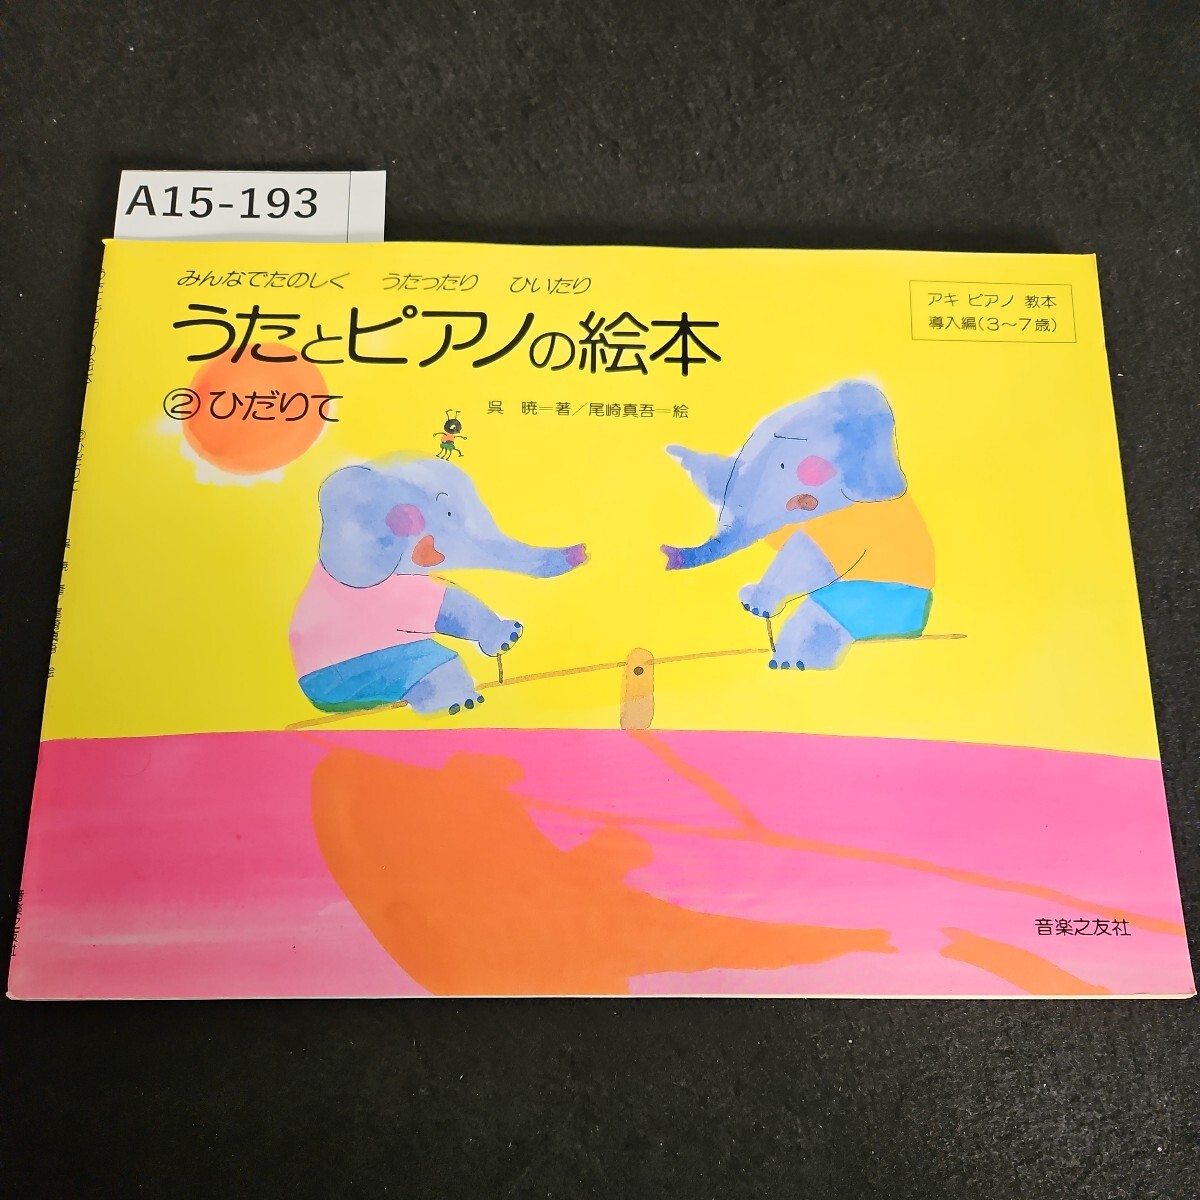 A15-193
みんなでたのしく うたったり ひいたり
うたとピアノの絵本
②ひだりて
呉 暁=著/尾崎真吾=絵
アキ ピアノ 教本
導入編(3〜7歳)
音楽之友社